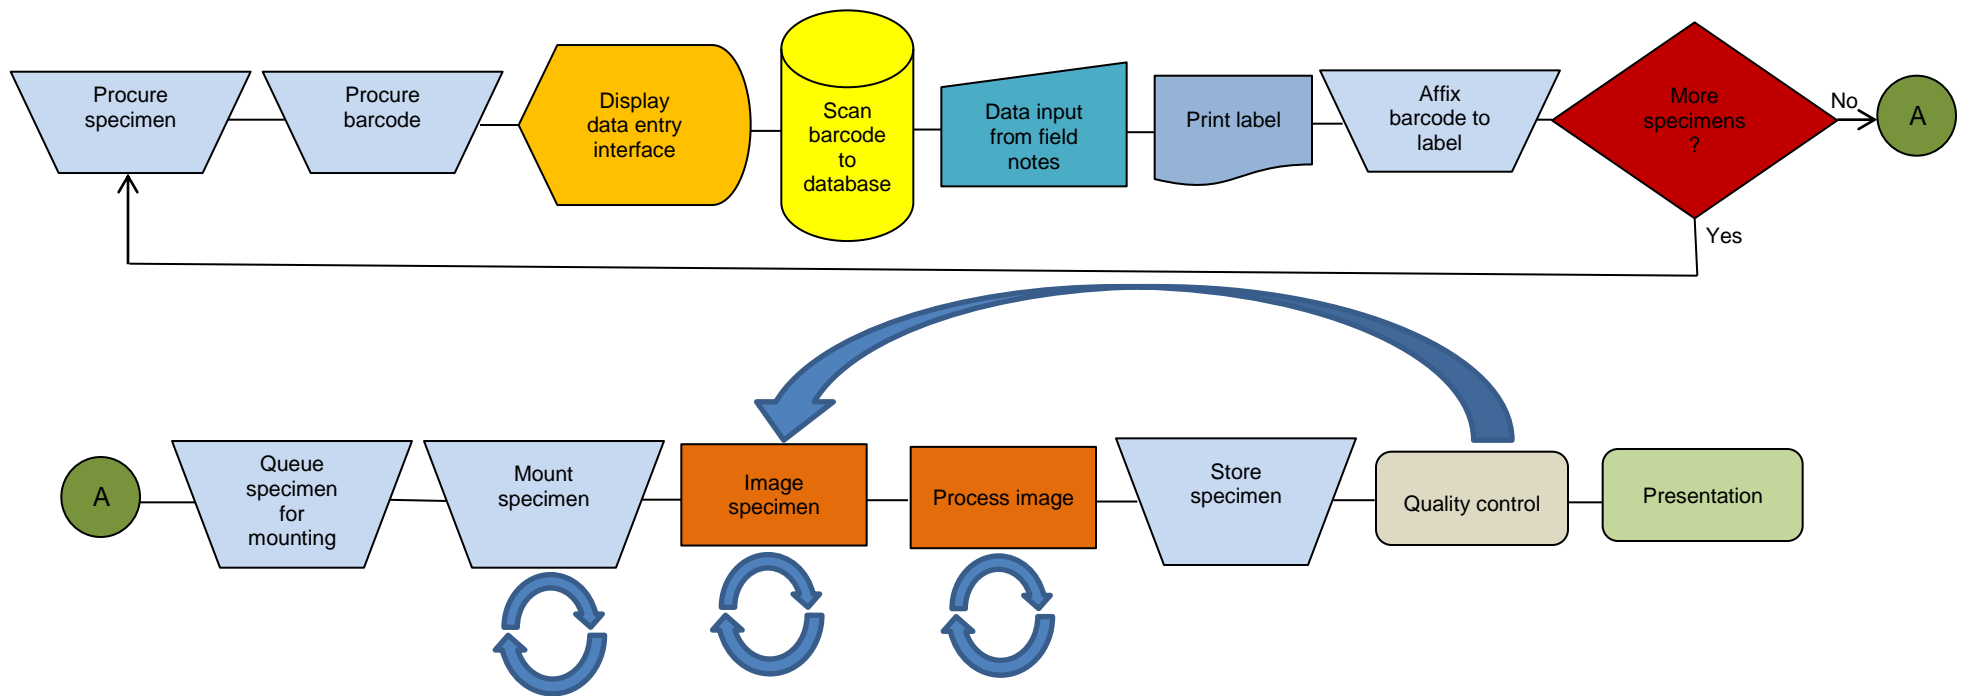 Procure
specimen
Procure
barcode
Display
data entry
interface
Scan
barcode
to
database
Data input
from field
notes
Print label
Affix
barcode to
label
More
specimens
?
No
A
Yes
A
Queue
specimen
for
mounting
Mount
specimen
Image
specimen
Process image
Store
specimen
Quality control
Presentation